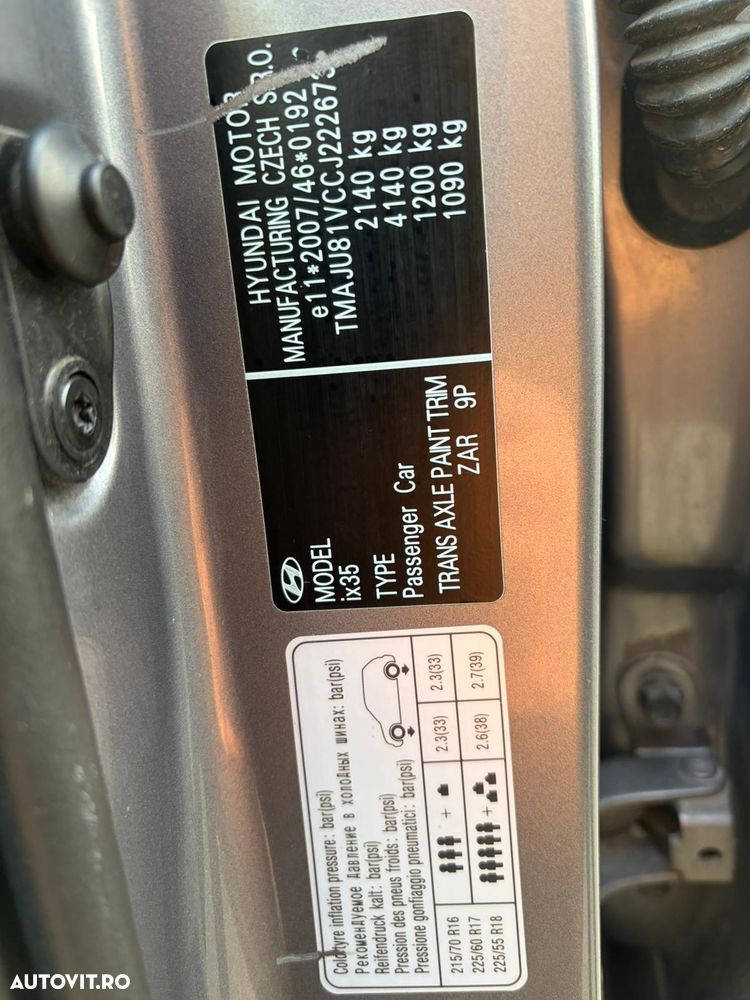 HYUNDAI MOTOR
MANUFACTURING CZECH S.R.O.
e11*2007/46*0192
TMAJU81VCCJ222673
2140 kg
4140 kg
1200 kg
1090 kg
MODEL
ix35
TYPE
Passenger Car
TRANS AXLE PAINT TRIM
ZAR 9P
Cold tyre inflation pressure: bar(psi)
Рекомендуемое давление в холодных шинах: bar(psi)
Reifendruck kalt: bar(psi)
Pression des pneus froids: bar(psi)
Pressione gonfiaggio pneumatici: bar(psi)
215/70 R16
225/60 R17
225/55 R18
+ 2.3(33) 2.3(33)
+ 2.6(38) 2.7(39)
AUTOVIT.RO